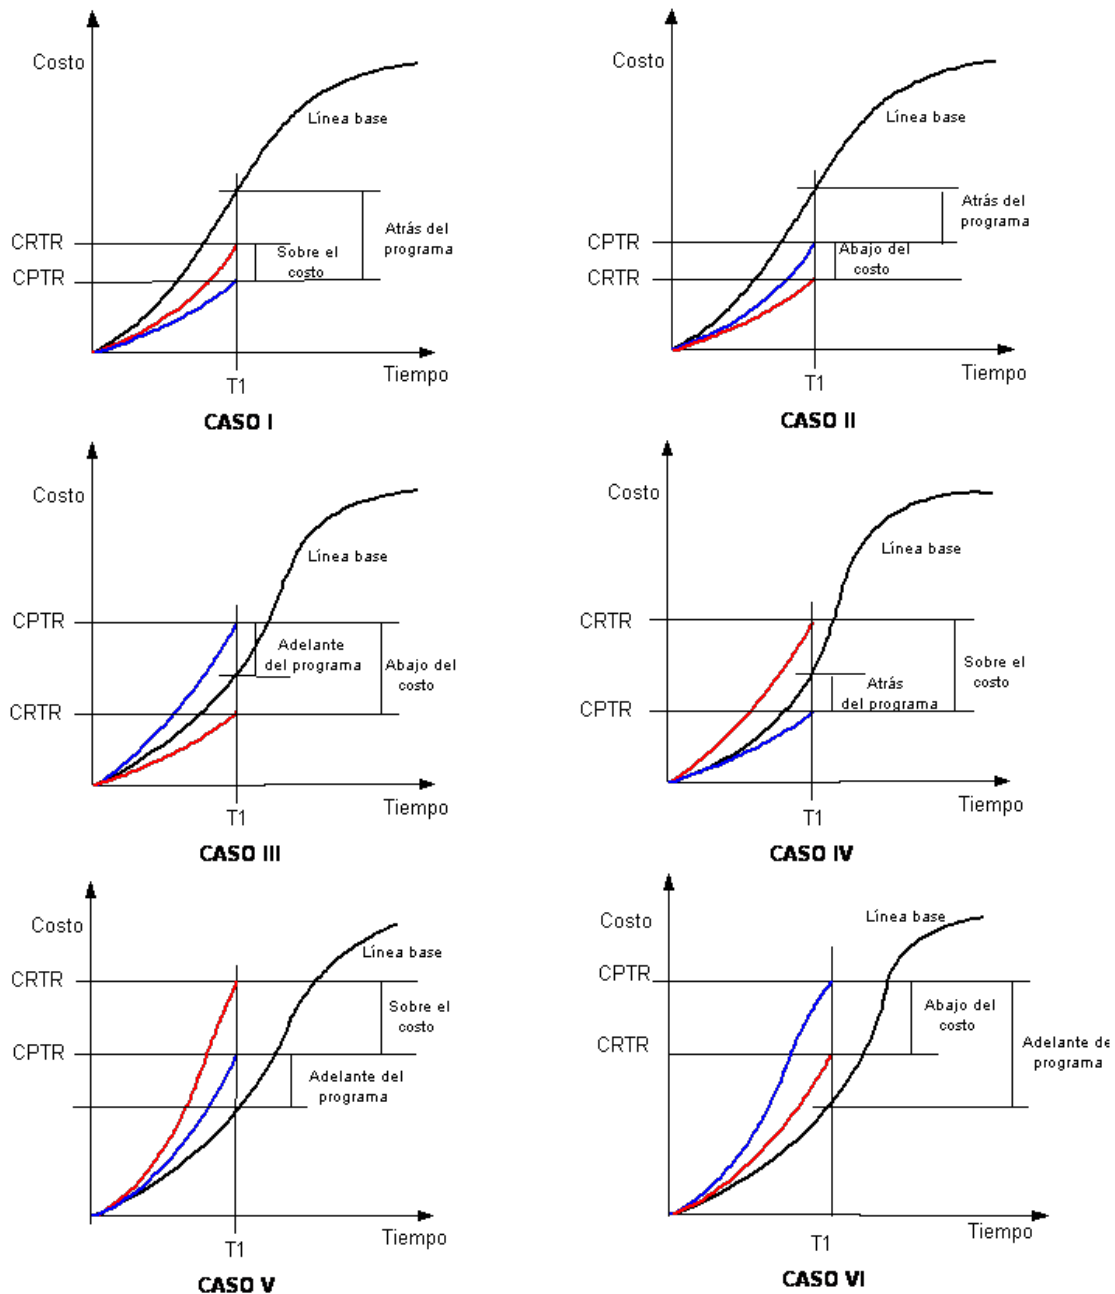 Costo
Línea base
CRTR
Sobre el
costo
Atrás del
programa
CPTR
Tiempo
T1
CASO I
Costo
Línea base
Atrás del
programa
CPTR
Abajo del
costo
CRTR
Tiempo
T1
CASO II
Costo
Línea base
CPTR
Adelante
del programa
Abajo del
costo
CRTR
Tiempo
T1
CASO III
Costo
Línea base
CRTR
Sobre el
costo
Atrás
del programa
CPTR
Tiempo
T1
CASO IV
Costo
Línea base
CRTR
Sobre el
costo
CPTR
Adelante del
programa
Tiempo
T1
CASO V
Costo
Línea base
CPTR
Abajo del
costo
CRTR
Adelante de
programa
Tiempo
T1
CASO VI